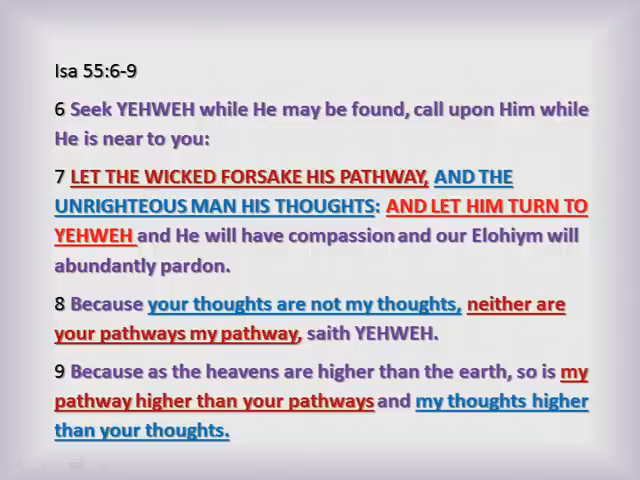 Isa 55:6-9
6 Seek YEHWEH while He may be found, call upon Him while
He is near to you:
7 LET THE WICKED FORSAKE HIS PATHWAY, AND THE
UNRIGHTEOUS MAN HIS THOUGHTS: AND LET HIM TURN TO
YEHWEH and He will have compassion and our Elohiym will
abundantly pardon.
8 Because your thoughts are not my thoughts, neither are
your pathways my pathway, saith YEHWEH.
9 Because as the heavens are higher than the earth, so is my
pathway higher than your pathways and my thoughts higher
than your thoughts.